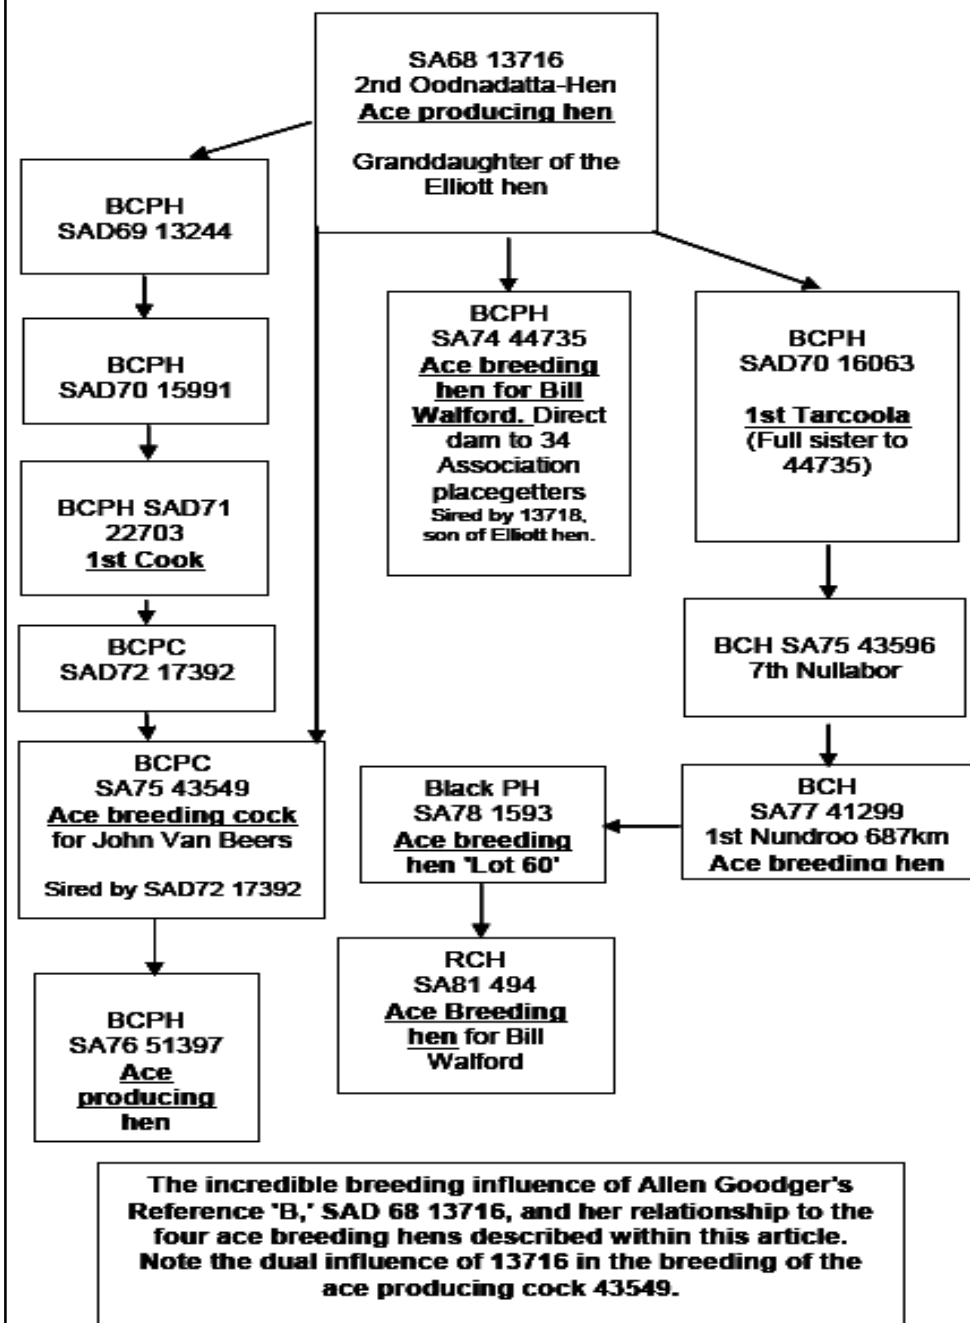 SA68 13716
2nd Oodnadatta-Hen
Ace producing hen
Granddaughter of the
Elliott hen
BCPH
SAD69 13244
BCPH
SAD70 15991
BCPH SAD71
22703
1st Cook
BCPC
SAD72 17392
BCPC
SA75 43549
Ace breeding cock
for John Van Beers
Sired by SAD72 17392
BCPH
SA76 51397
Ace
producing
hen
BCPH
SA74 44735
Ace breeding
hen for Bill
Walford. Direct
dam to 34
Association
placegetters
Sired by 13718,
son of Elliott hen.
BCPH
SAD70 16063
1st Tarcoola
(Full sister to
44735)
BCH SA75 43596
7th Nullabor
BCH
SA77 41299
1st Nundroo 687km
Ace breeding hen
Black PH
SA78 1593
Ace breeding
hen 'Lot 60'
RCH
SA81 494
Ace Breeding
hen for Bill
Walford
The incredible breeding influence of Allen Goodger's
Reference 'B,' SAD 68 13716, and her relationship to the
four ace breeding hens described within this article.
Note the dual influence of 13716 in the breeding of the
ace producing cock 43549.